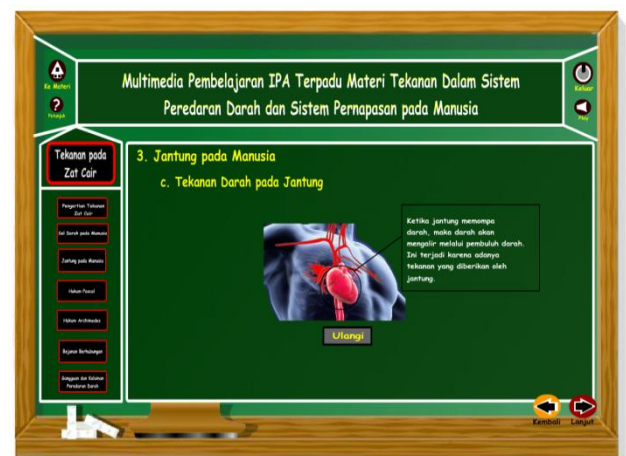 Ke Materi
Petunjuk
Multimedia Pembelajaran IPA Terpadu Materi Tekanan Dalam Sistem
Peredaran Darah dan Sistem Pernapasan pada Manusia
Keluar
Play
Tekanan pada
Zat Cair
Pengertian Tekanan
Zat Cair
Sel Darah pada Manusia
Jantung pada Manusia
Hukum Pascal
Hukum Archimedes
Bejana Berhubungan
Gangguan dan Kelainan
Peredaran Darah
3. Jantung pada Manusia
c. Tekanan Darah pada Jantung
Ketika jantung memompa
darah, maka darah akan
mengalir melalui pembuluh darah.
Ini terjadi karena adanya
tekanan yang diberikan oleh
jantung.
Ulangi
Kembali
Lanjut